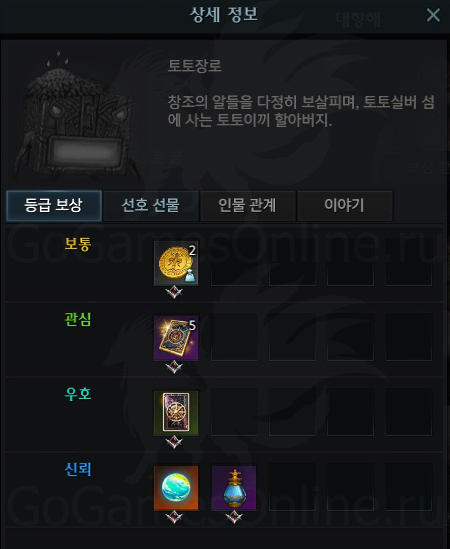 상세 정보
대항해
토토장로
창조의 알들을 다정히 보살피며, 토토실버 섬
에 사는 토토이끼 할아버지.
등급 보상
선호 선물
인물 관계
이야기
GoGamesOnline.ru
보통
2
관심
5
우호
신뢰
GoGamesOnline.ru